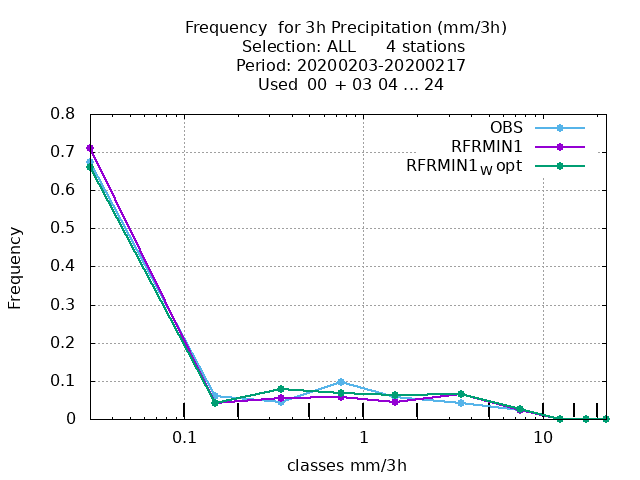 Frequency  for 3h Precipitation (mm/3h)
Selection: ALL      4 stations
Period: 20200203-20200217
Used  00  + 03 04 ... 24
OBS
RFRMIN1
RFRMIN1W opt
0.8
0.7
0.6
0.5
0.4
0.3
0.2
0.1
0
Frequency
0.1 1 10
classes mm/3h